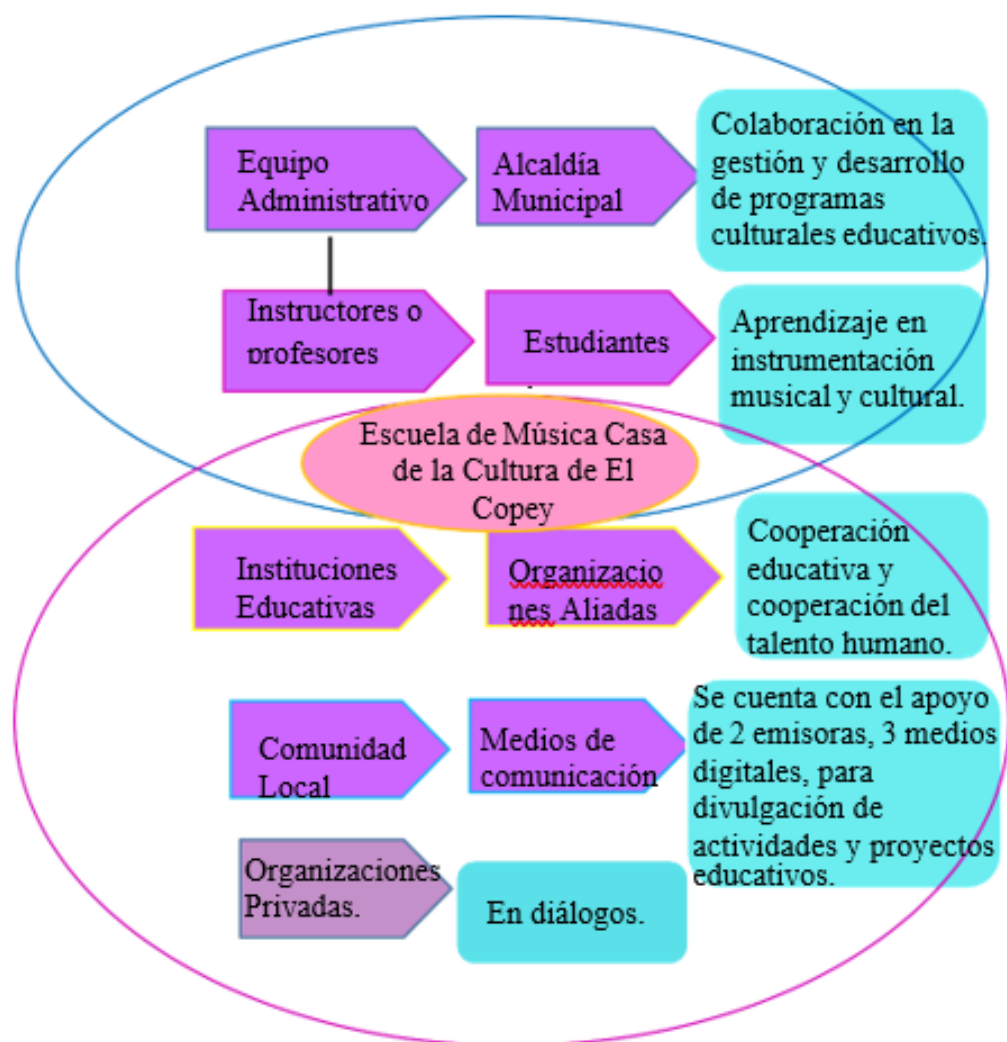 Equipo
Administrativo
Alcaldía
Municipal
Colaboración en la
gestión y desarrollo
de programas
culturales educativos.
Instructores o
profesores
Estudiantes
Aprendizaje en
instrumentación
musical y cultural.
Escuela de Música Casa
de la Cultura de El
Copey
Instituciones
Educativas
Organizacio
nes Aliadas
Cooperación
educativa y
cooperación del
talento humano.
Comunidad
Local
Medios de
comunicación
Se cuenta con el apoyo
de 2 emisoras, 3 medios
digitales, para
divulgación de
actividades y proyectos
educativos.
Organizaciones
Privadas.
En diálogos.